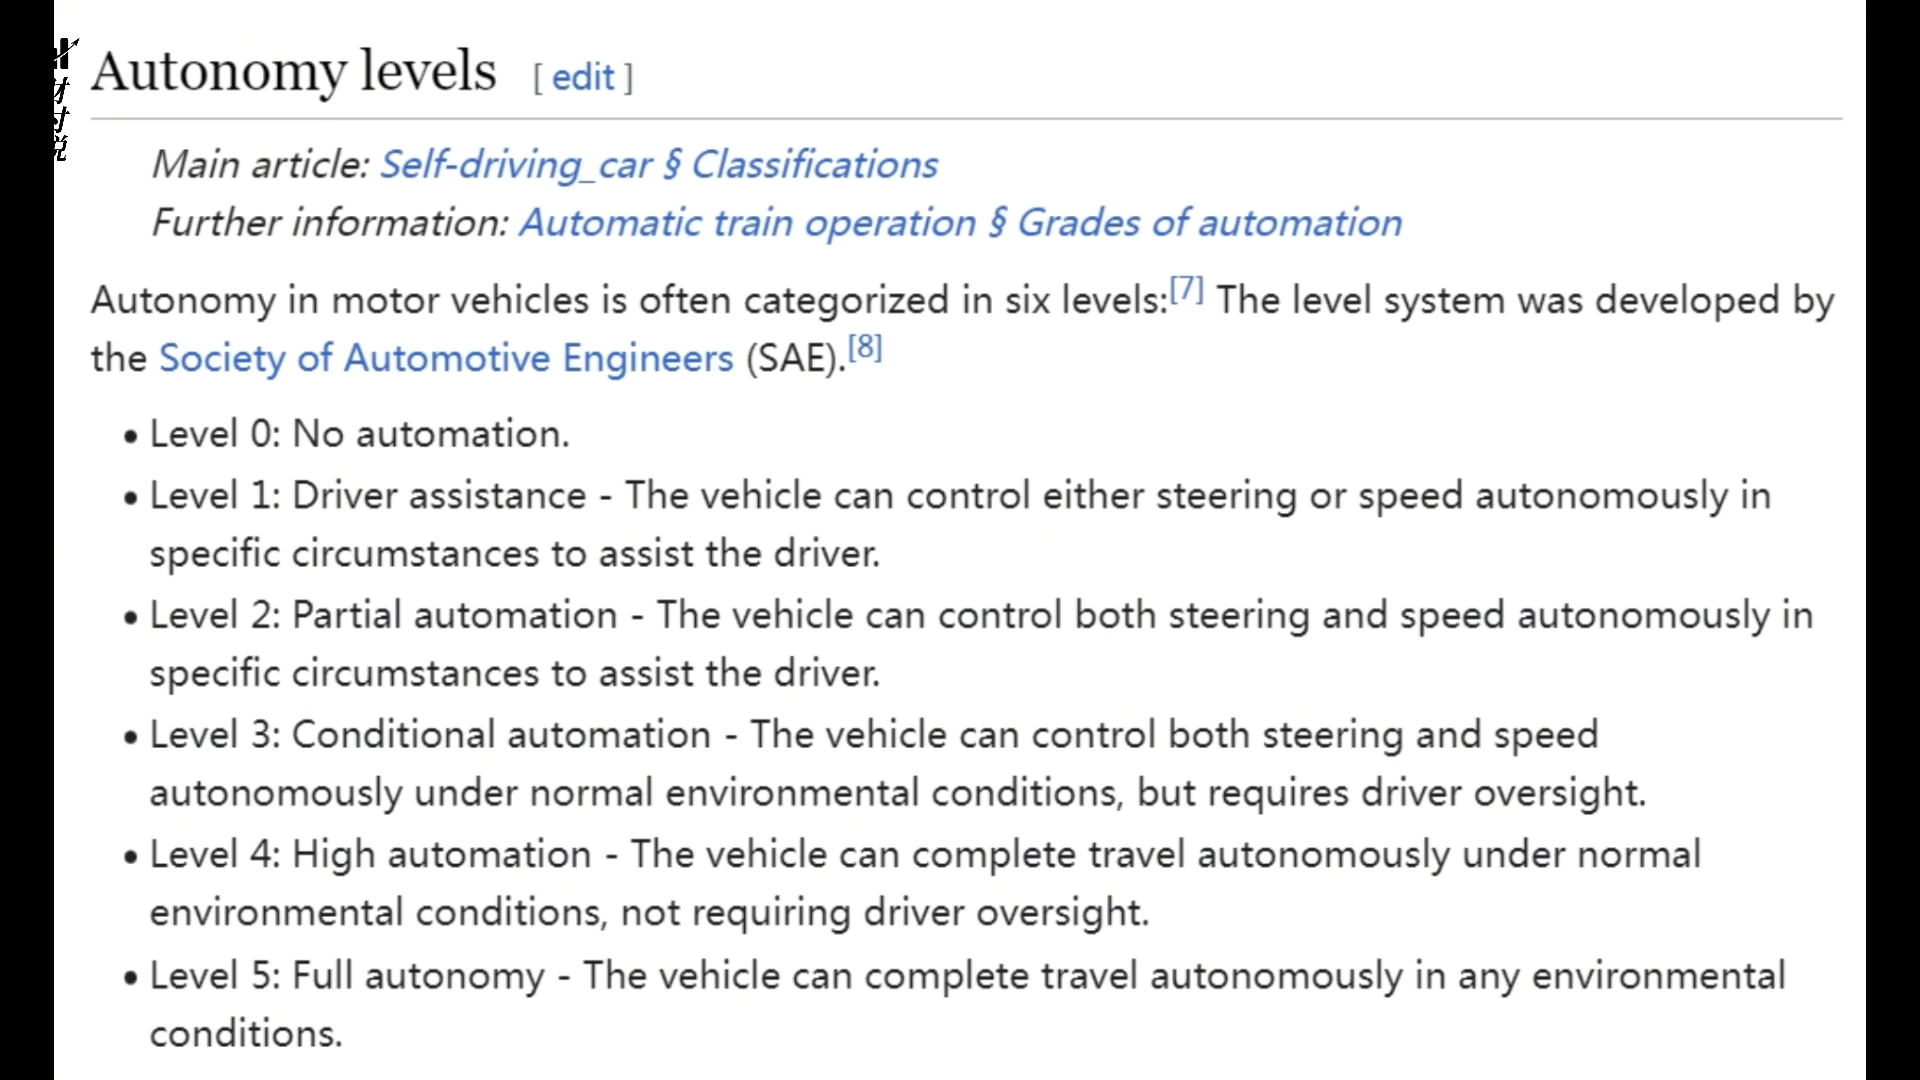 Autonomy levels [ edit ]
Main article: Self-driving_car § Classifications
Further information: Automatic train operation § Grades of automation
Autonomy in motor vehicles is often categorized in six levels:[7] The level system was developed by
the Society of Automotive Engineers (SAE).[8]
• Level 0: No automation.
• Level 1: Driver assistance - The vehicle can control either steering or speed autonomously in
specific circumstances to assist the driver.
• Level 2: Partial automation - The vehicle can control both steering and speed autonomously in
specific circumstances to assist the driver.
• Level 3: Conditional automation - The vehicle can control both steering and speed
autonomously under normal environmental conditions, but requires driver oversight.
• Level 4: High automation - The vehicle can complete travel autonomously under normal
environmental conditions, not requiring driver oversight.
• Level 5: Full autonomy - The vehicle can complete travel autonomously in any environmental
conditions.